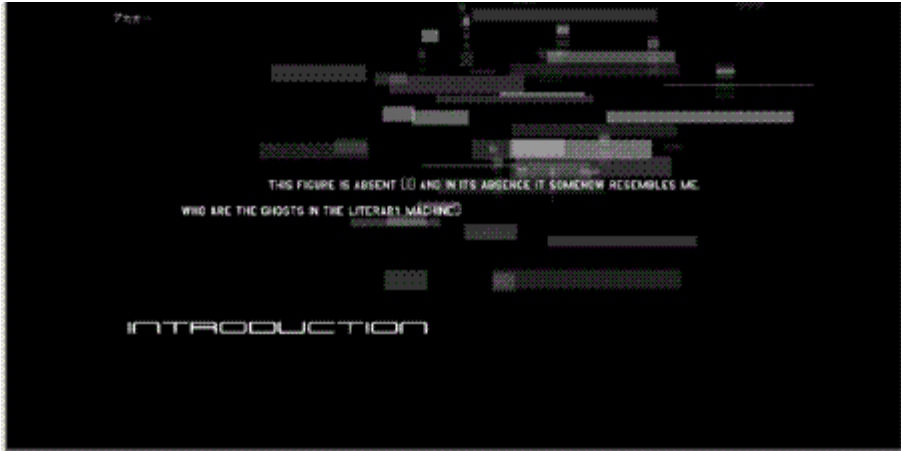 THIS FIGURE IS ABSENT [] AND IN ITS ABSENCE IT SOMEHOW RESEMBLES ME.
WHO ARE THE GHOSTS IN THE LITERARY MACHINE
INTRODUCTION